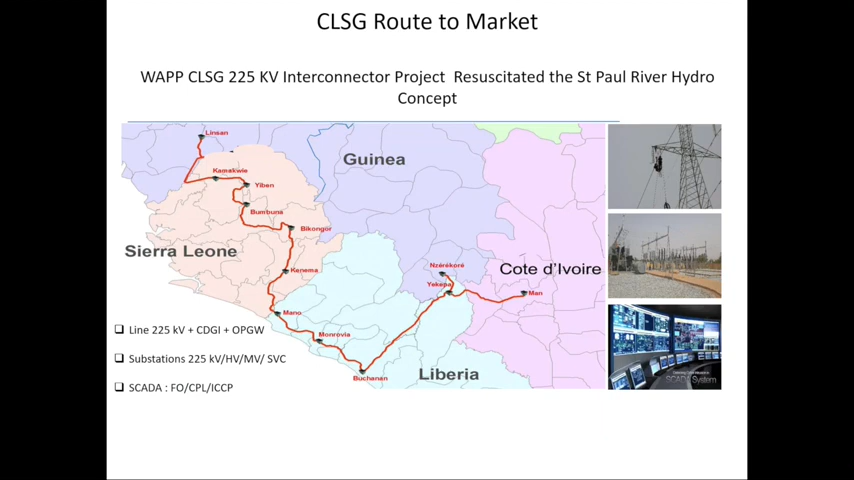 CLSG Route to Market
WAPP CLSG 225 KV Interconnector Project Resuscitated the St Paul River Hydro
Concept
Linsan
Guinea
Kamakwie
Yiben
Bumbuna
Bikongor
Sierra Leone
Kenema
Nzérékoré
Cote d'Ivoire
Yekepa
Man
Mano
Monrovia
Buchanan
Liberia
❑ Line 225 kV + CDGI + OPGW
❑ Substations 225 kV/HV/MV/ SVC
❑ SCADA : FO/CPL/ICCP
SCADA System